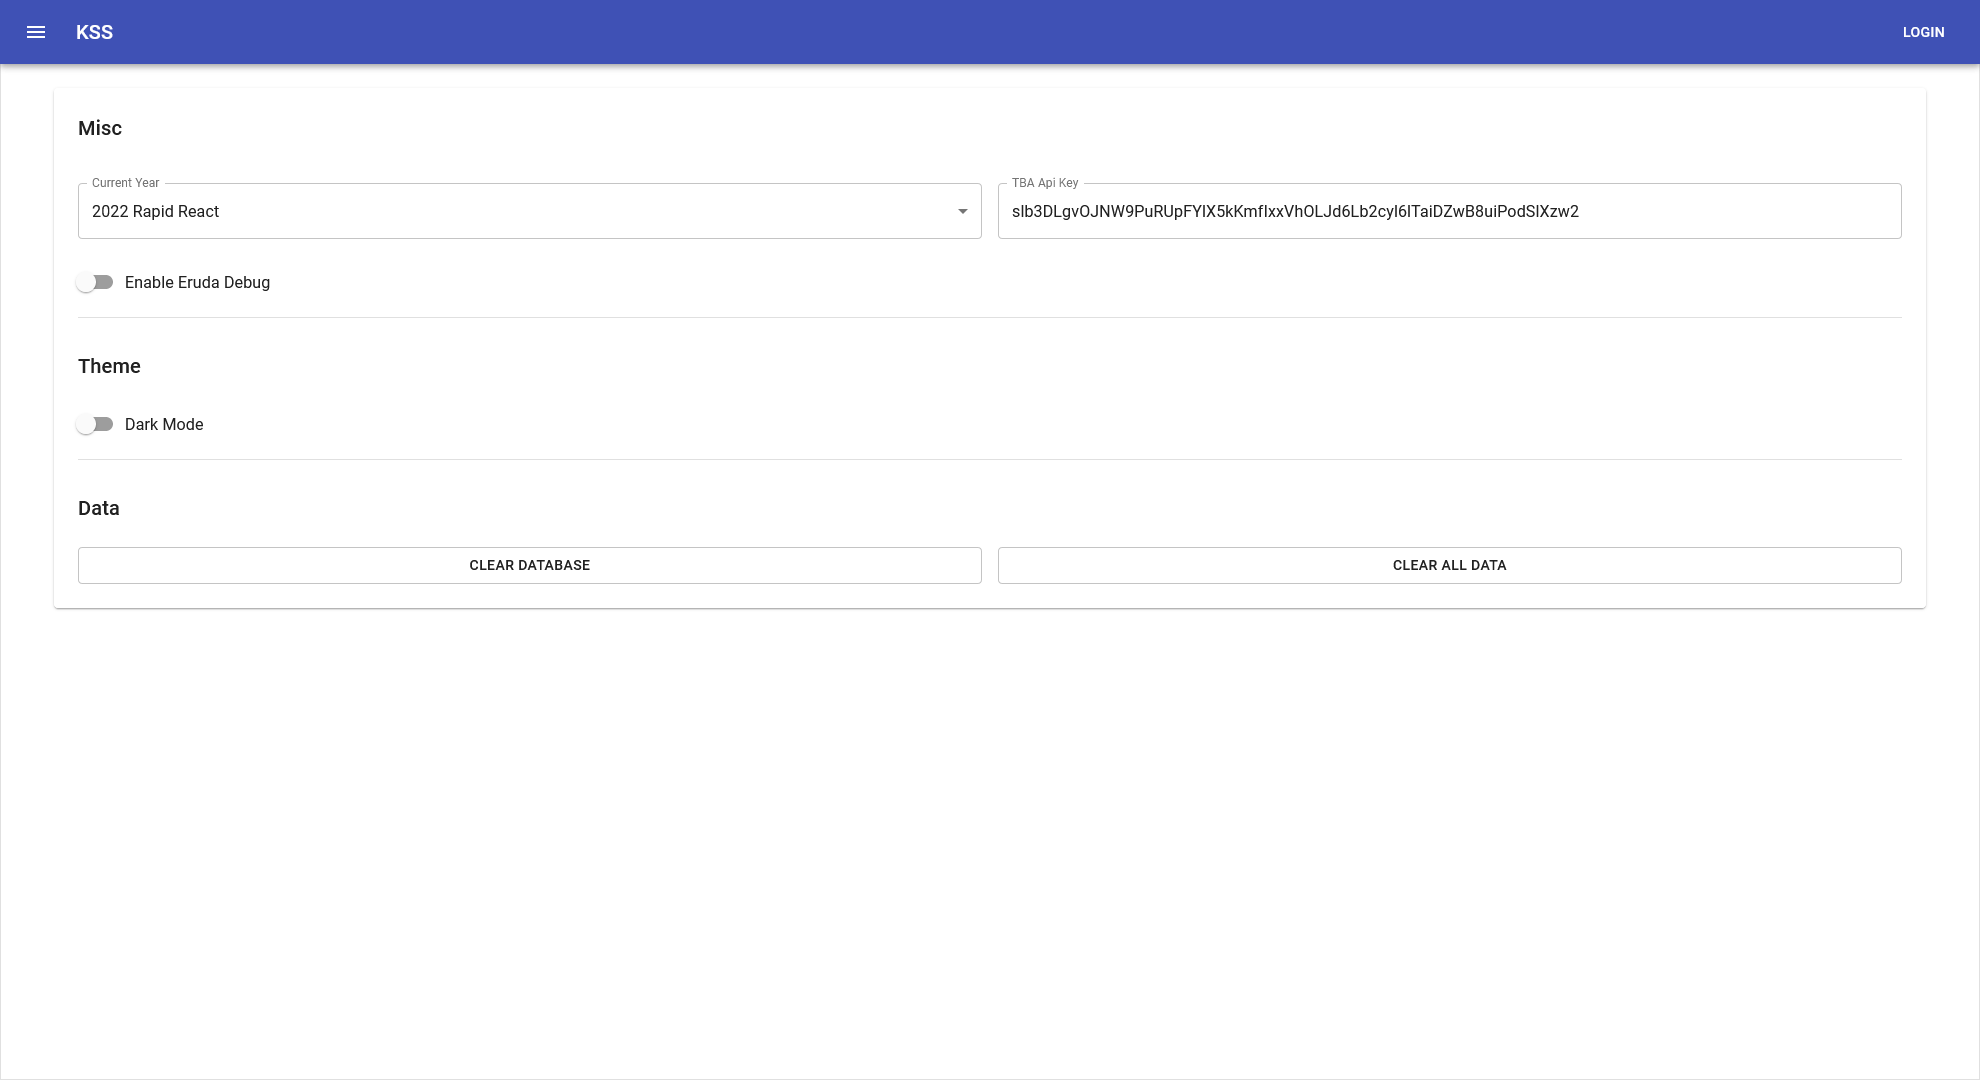 KSS
LOGIN
Misc
Current Year
2022 Rapid React
TBA Api Key
sIb3DLgvOJNW9PuRUpFYIX5kKmfIxxVhOLJd6Lb2cyI6ITaiDZwB8uiPodSIXzw2
Enable Eruda Debug
Theme
Dark Mode
Data
CLEAR DATABASE
CLEAR ALL DATA